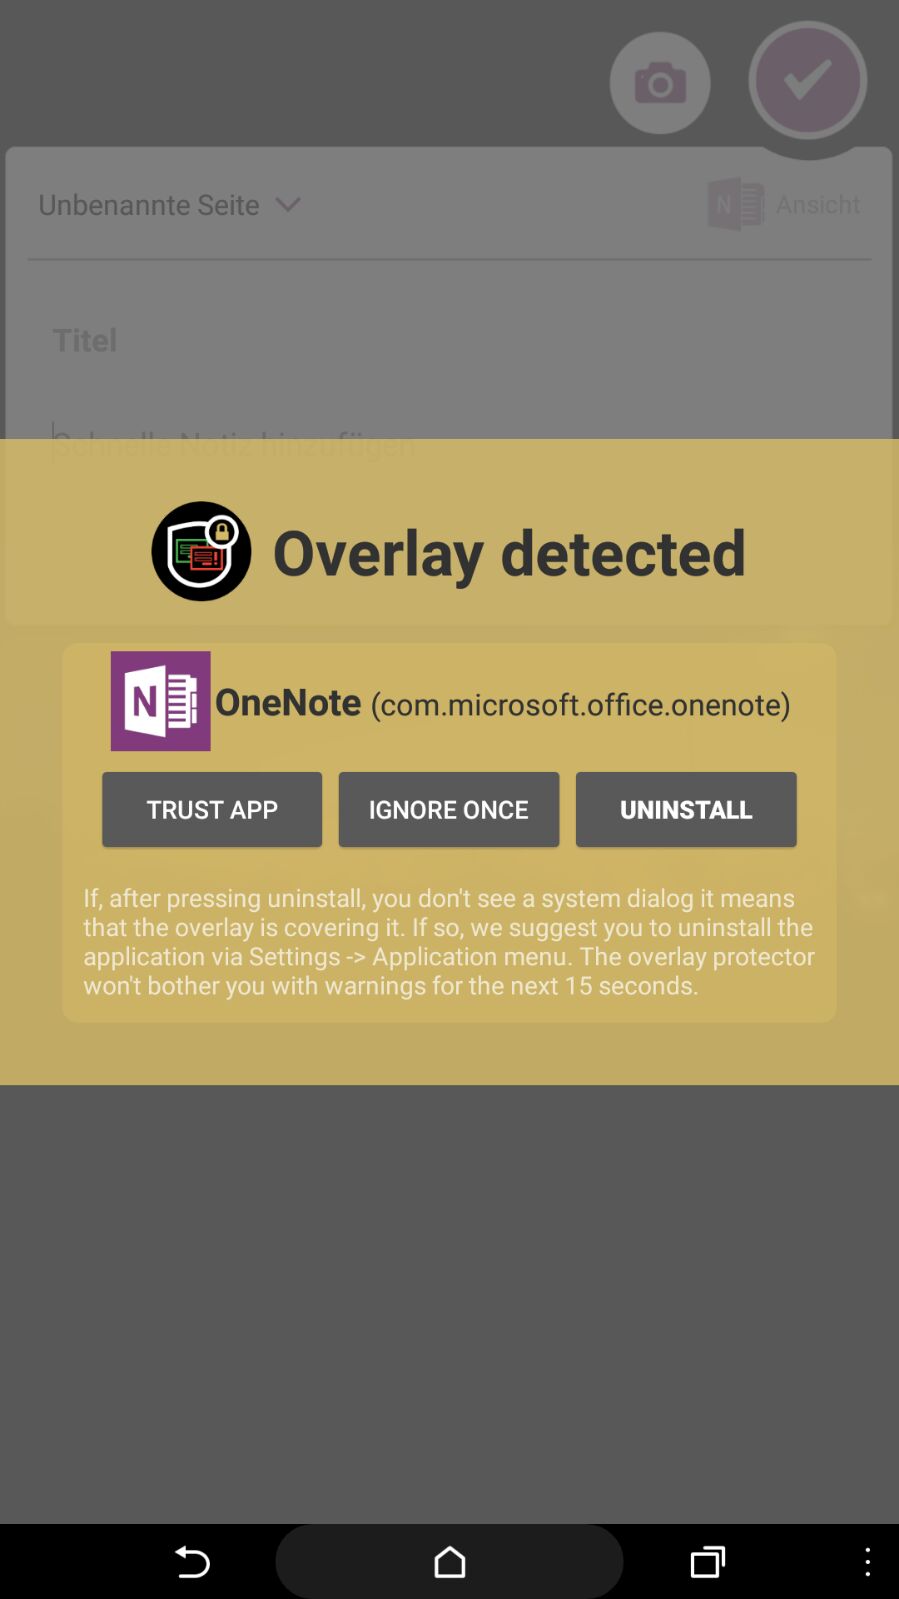 Unbenannte Seite
N Ansicht
Titel
Schnelle Notiz hinzufügen
Overlay detected
N OneNote (com.microsoft.office.onenote)
TRUST APP IGNORE ONCE UNINSTALL
If, after pressing uninstall, you don't see a system dialog it means
that the overlay is covering it. If so, we suggest you to uninstall the
application via Settings -> Application menu. The overlay protector
won't bother you with warnings for the next 15 seconds.